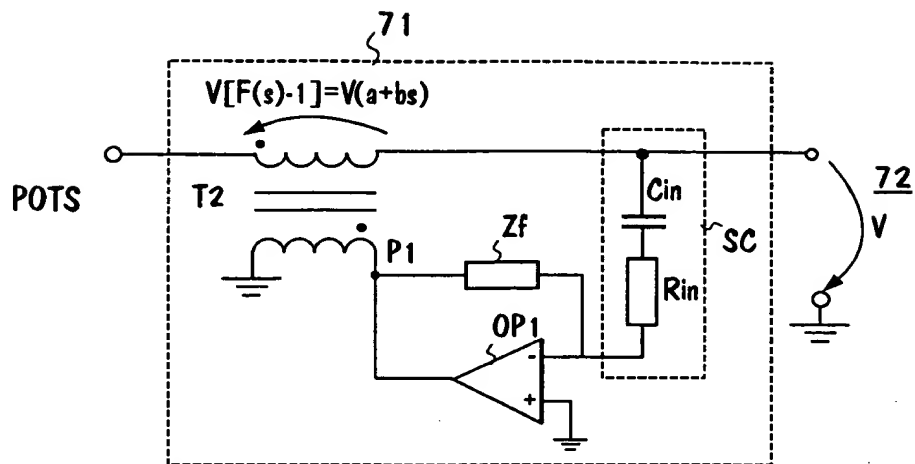 71
V[F(s)-1]=V(a+bs)
POTS
T2
P1
Zf
OP1
-
+
Cin
Rin
SC
72
V